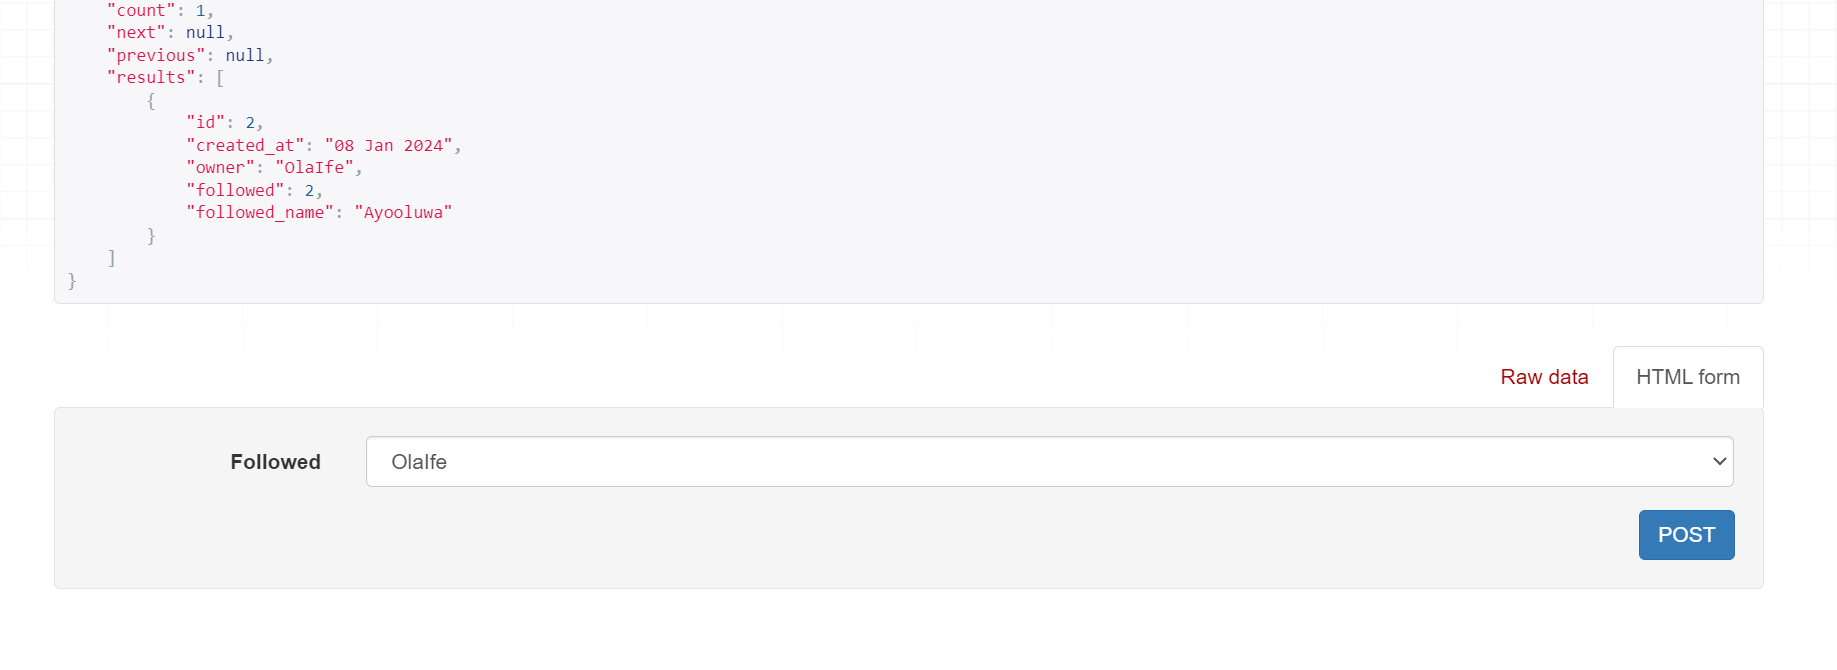 "count": 1,
"next": null,
"previous": null,
"results": [
{
"id": 2,
"created_at": "08 Jan 2024",
"owner": "OlaIfe",
"followed": 2,
"followed_name": "Ayooluwa"
}
]
}
Raw data HTML form
Followed OlaIfe
POST